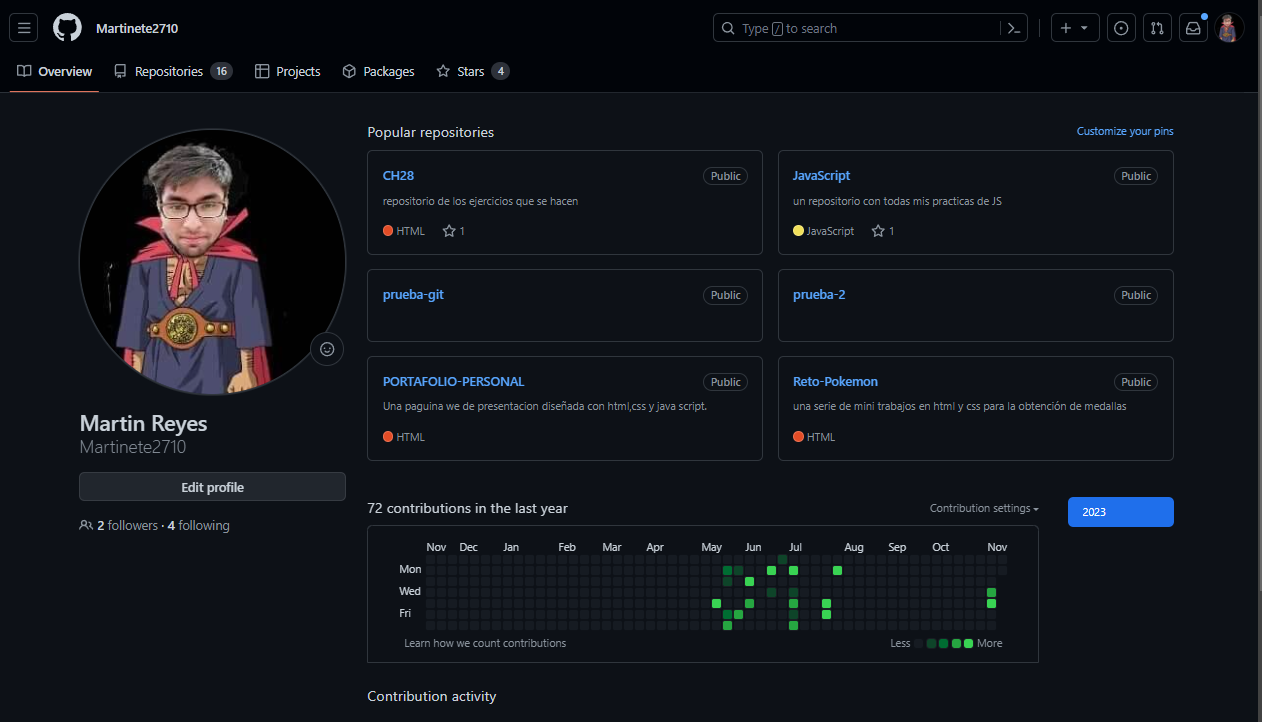 Martinete2710
Type / to search
Overview
Repositories 16
Projects
Packages
Stars 4
Popular repositories
Customize your pins
CH28
Public
repositorio de los ejercicios que se hacen
HTML
1
JavaScript
Public
un repositorio con todas mis practicas de JS
JavaScript
1
prueba-git
Public
prueba-2
Public
PORTAFOLIO-PERSONAL
Public
Una paguina we de presentacion diseñada con html,css y java script.
HTML
Reto-Pokemon
Public
una serie de mini trabajos en html y css para la obtención de medallas
HTML
Martin Reyes
Martinete2710
Edit profile
2 followers · 4 following
72 contributions in the last year
Contribution settings
2023
Nov Dec Jan Feb Mar Apr May Jun Jul Aug Sep Oct Nov
Mon
Wed
Fri
Learn how we count contributions
Less
More
Contribution activity